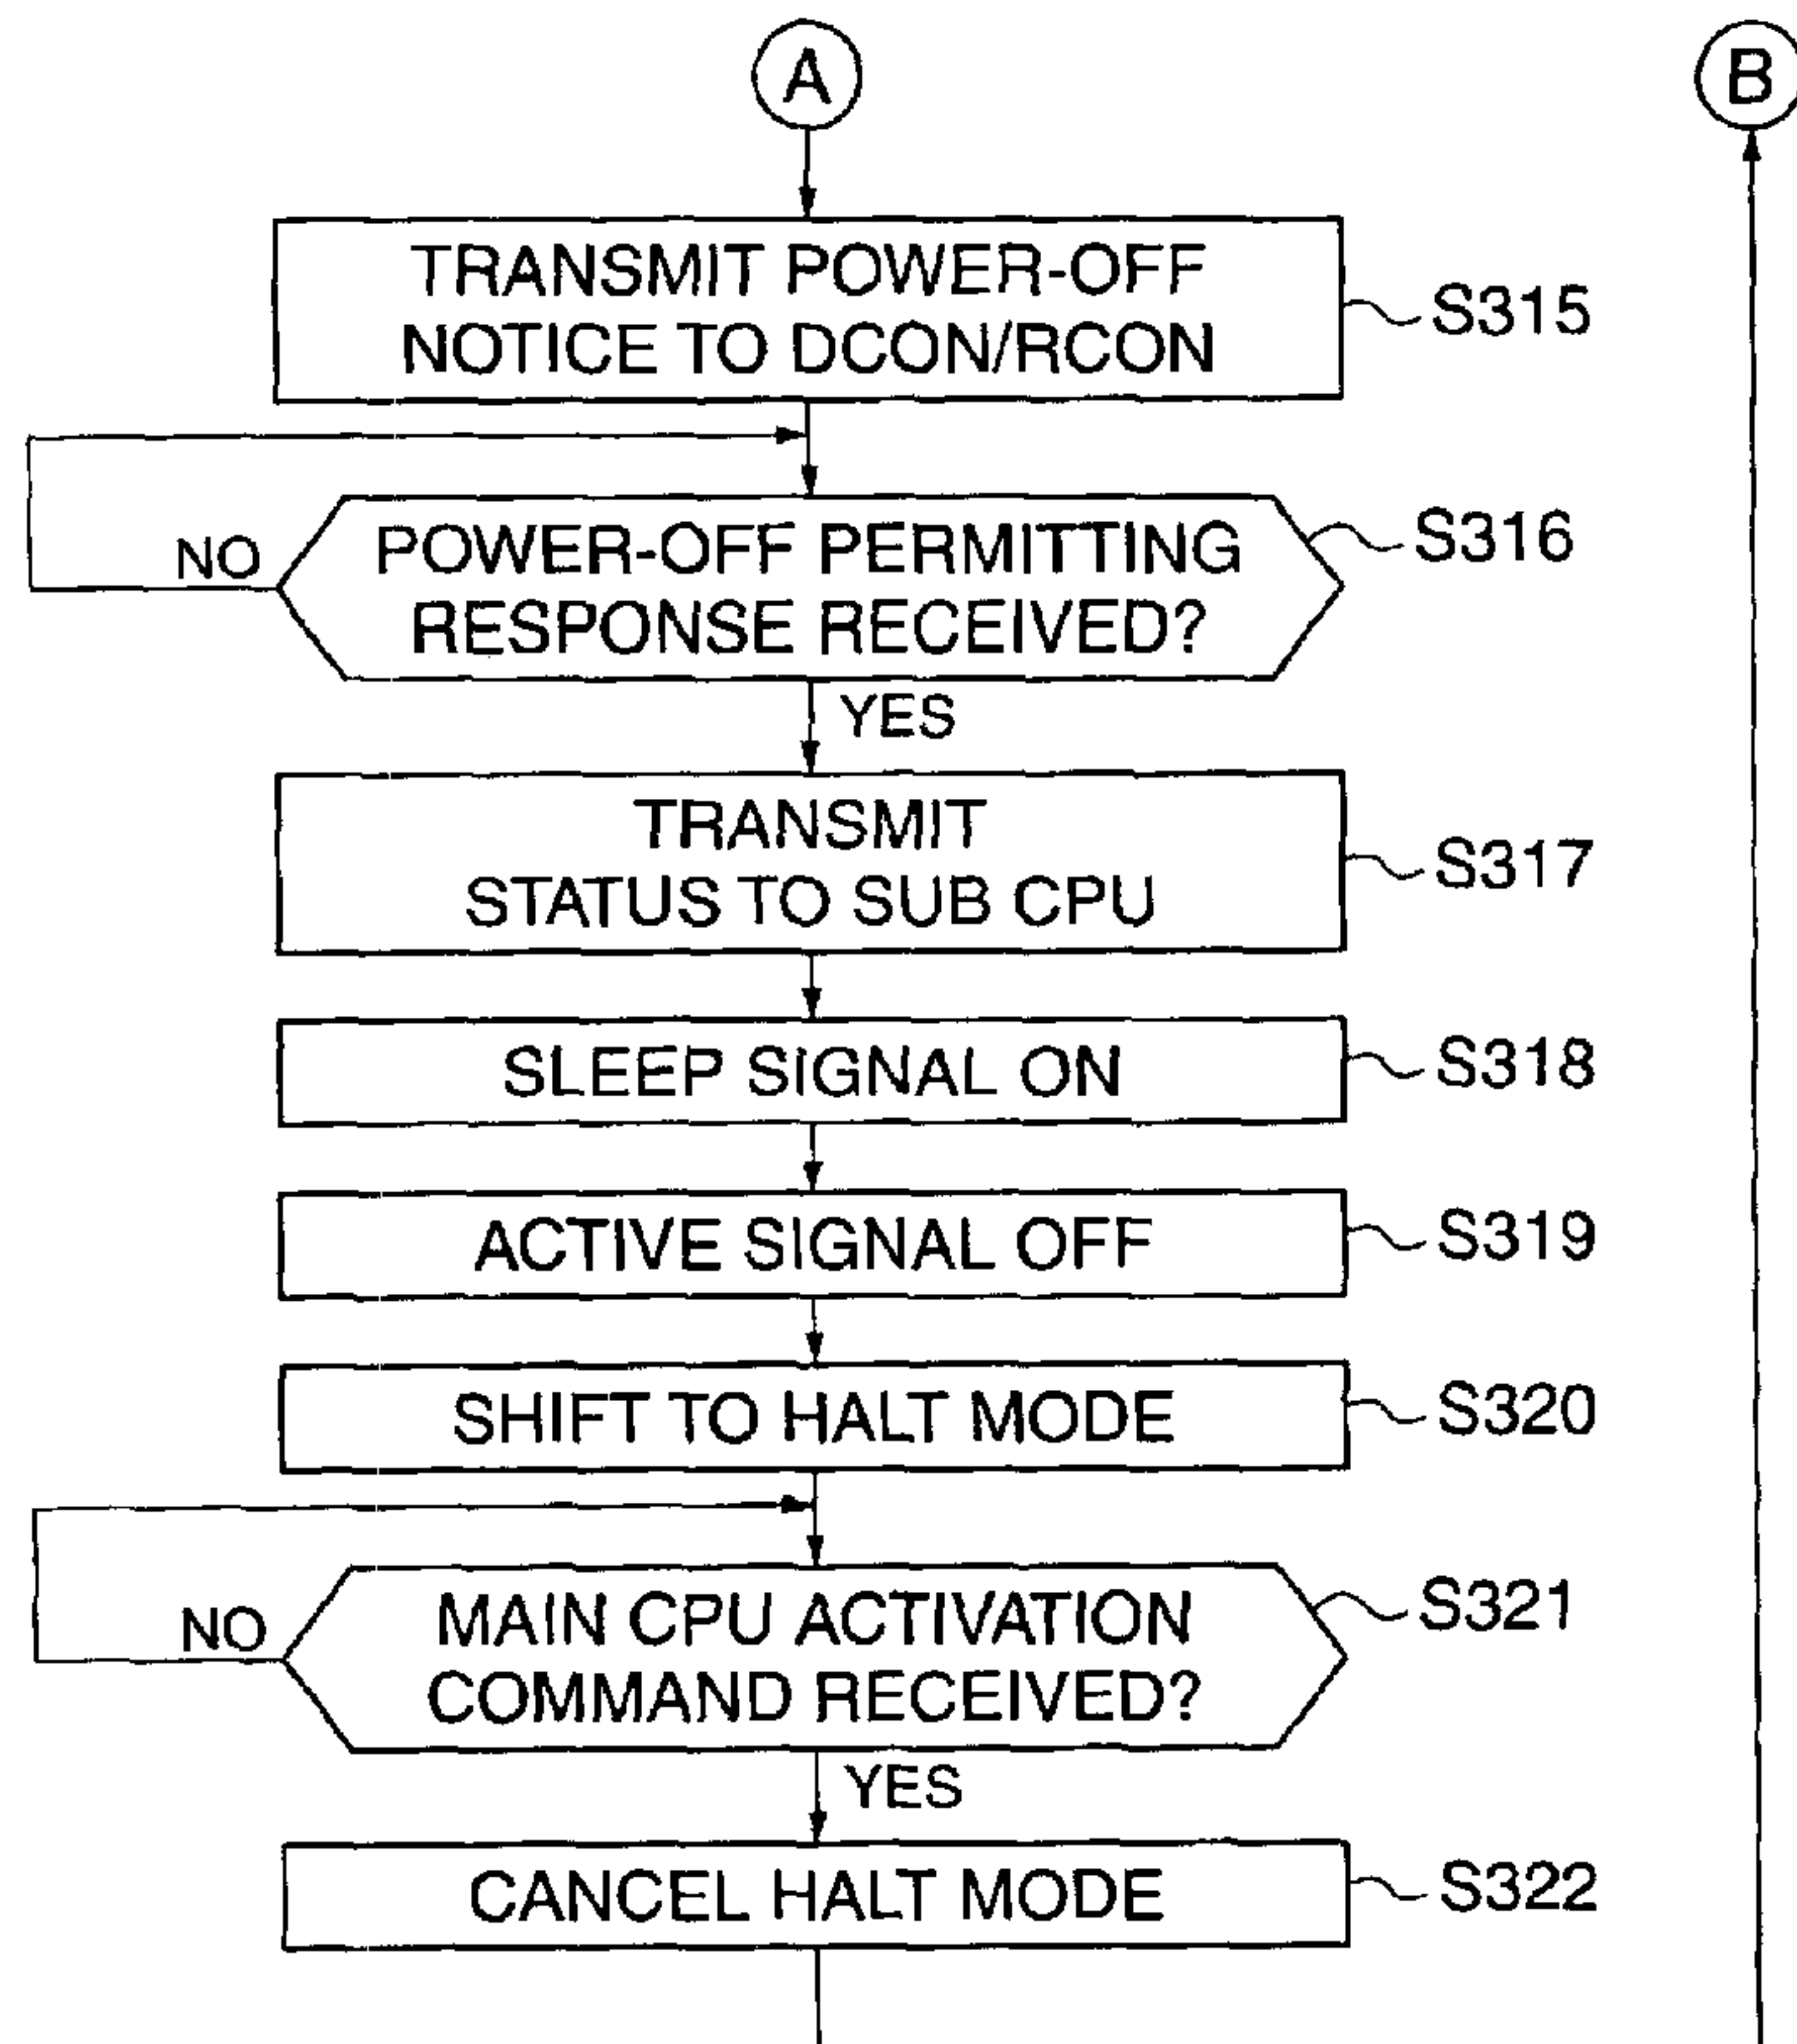 A
B
TRANSMIT POWER-OFF
NOTICE TO DCON/RCON
S315
NO
POWER-OFF PERMITTING
RESPONSE RECEIVED?
S316
YES
TRANSMIT
STATUS TO SUB CPU
S317
SLEEP SIGNAL ON
S318
ACTIVE SIGNAL OFF
S319
SHIFT TO HALT MODE
S320
NO
MAIN CPU ACTIVATION
COMMAND RECEIVED?
S321
YES
CANCEL HALT MODE
S322